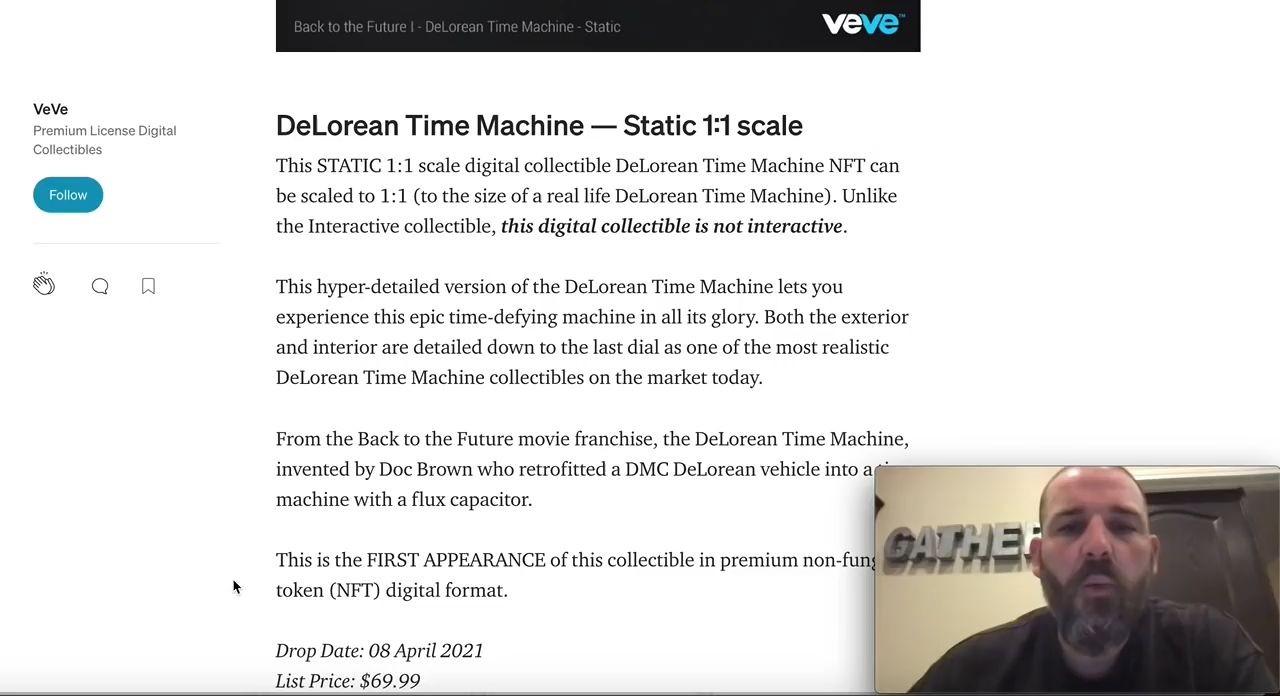 Back to the Future I - DeLorean Time Machine - Static
veve™
VeVe
Premium License Digital
Collectibles
Follow
DeLorean Time Machine — Static 1:1 scale
This STATIC 1:1 scale digital collectible DeLorean Time Machine NFT can
be scaled to 1:1 (to the size of a real life DeLorean Time Machine). Unlike
the Interactive collectible, this digital collectible is not interactive.
This hyper-detailed version of the DeLorean Time Machine lets you
experience this epic time-defying machine in all its glory. Both the exterior
and interior are detailed down to the last dial as one of the most realistic
DeLorean Time Machine collectibles on the market today.
From the Back to the Future movie franchise, the DeLorean Time Machine,
invented by Doc Brown who retrofitted a DMC DeLorean vehicle into a
machine with a flux capacitor.
This is the FIRST APPEARANCE of this collectible in premium non-fung
token (NFT) digital format.
Drop Date: 08 April 2021
List Price: $69.99
GATHE